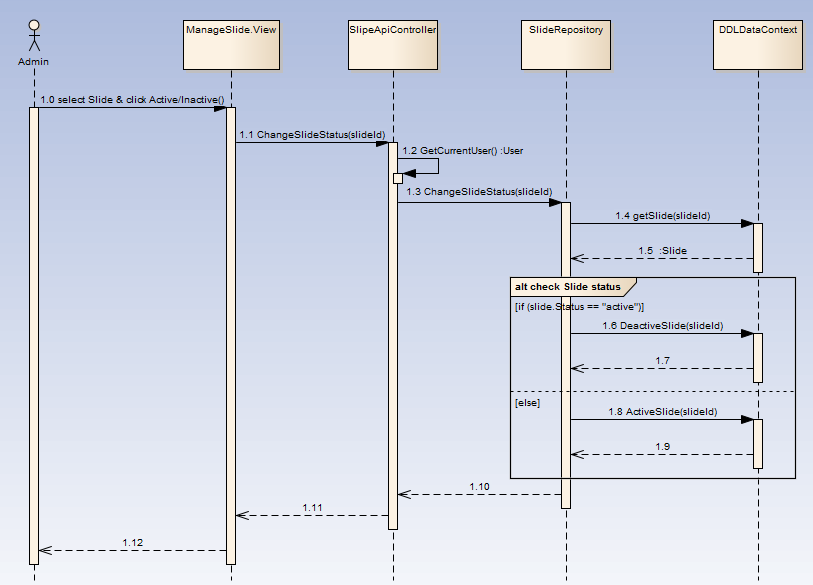 ManageSlide.View
SlipeApiController
SlideRepository
DDLDataContext
Admin
1.0 select Slide & click Active/Inactive()
1.1 ChangeSlideStatus(slideId)
1.2 GetCurrentUser() :User
1.3 ChangeSlideStatus(slideId)
1.4 getSlide(slideId)
1.5 :Slide
alt check Slide status
[if (slide.Status == "active")]
1.6 DeactiveSlide(slideId)
1.7
[else]
1.8 ActiveSlide(slideId)
1.9
1.10
1.11
1.12